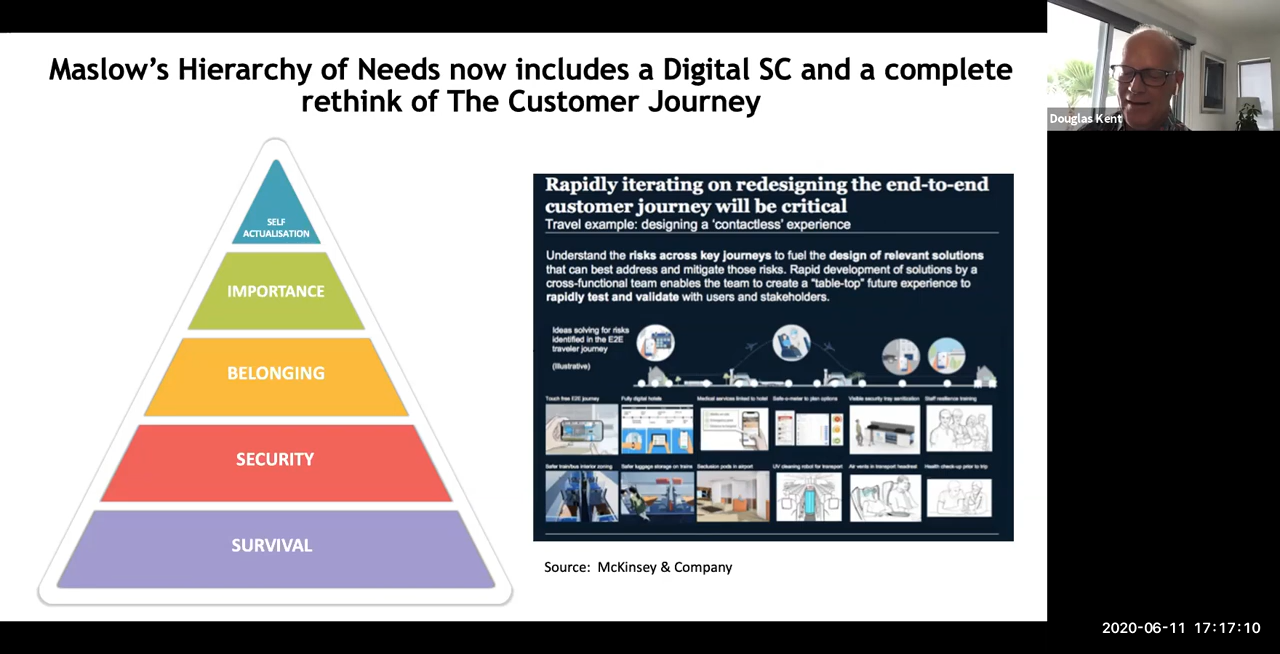 Maslow's Hierarchy of Needs now includes a Digital SC and a complete
rethink of The Customer Journey
SELF
ACTUALISATION
IMPORTANCE
BELONGING
SECURITY
SURVIVAL
Rapidly iterating on redesigning the end-to-end
customer journey will be critical
Travel example: designing a 'contactless' experience
Understand the risks across key journeys to fuel the design of relevant solutions
that can best address and mitigate those risks. Rapid development of solutions by a
cross-functional team enables the team to create a "table-top" future experience to
rapidly test and validate with users and stakeholders.
Ideas solving for risks
identified in the E2E
traveler journey
(Illustrative)
Touch free E2E journey
Fully digital hotels
Medical services linked to hotel
Safe-o-meter to plan options
Visible security tray sanitization
Staff resilience training
Safer train/bus interior zoning
Safer luggage storage on trains
Seclusion pods in airport
UV cleaning robot for transport
Air vents in transport headrest
Health check-up prior to trip
Source: McKinsey & Company
Douglas Kent
2020-06-11 17:17:10